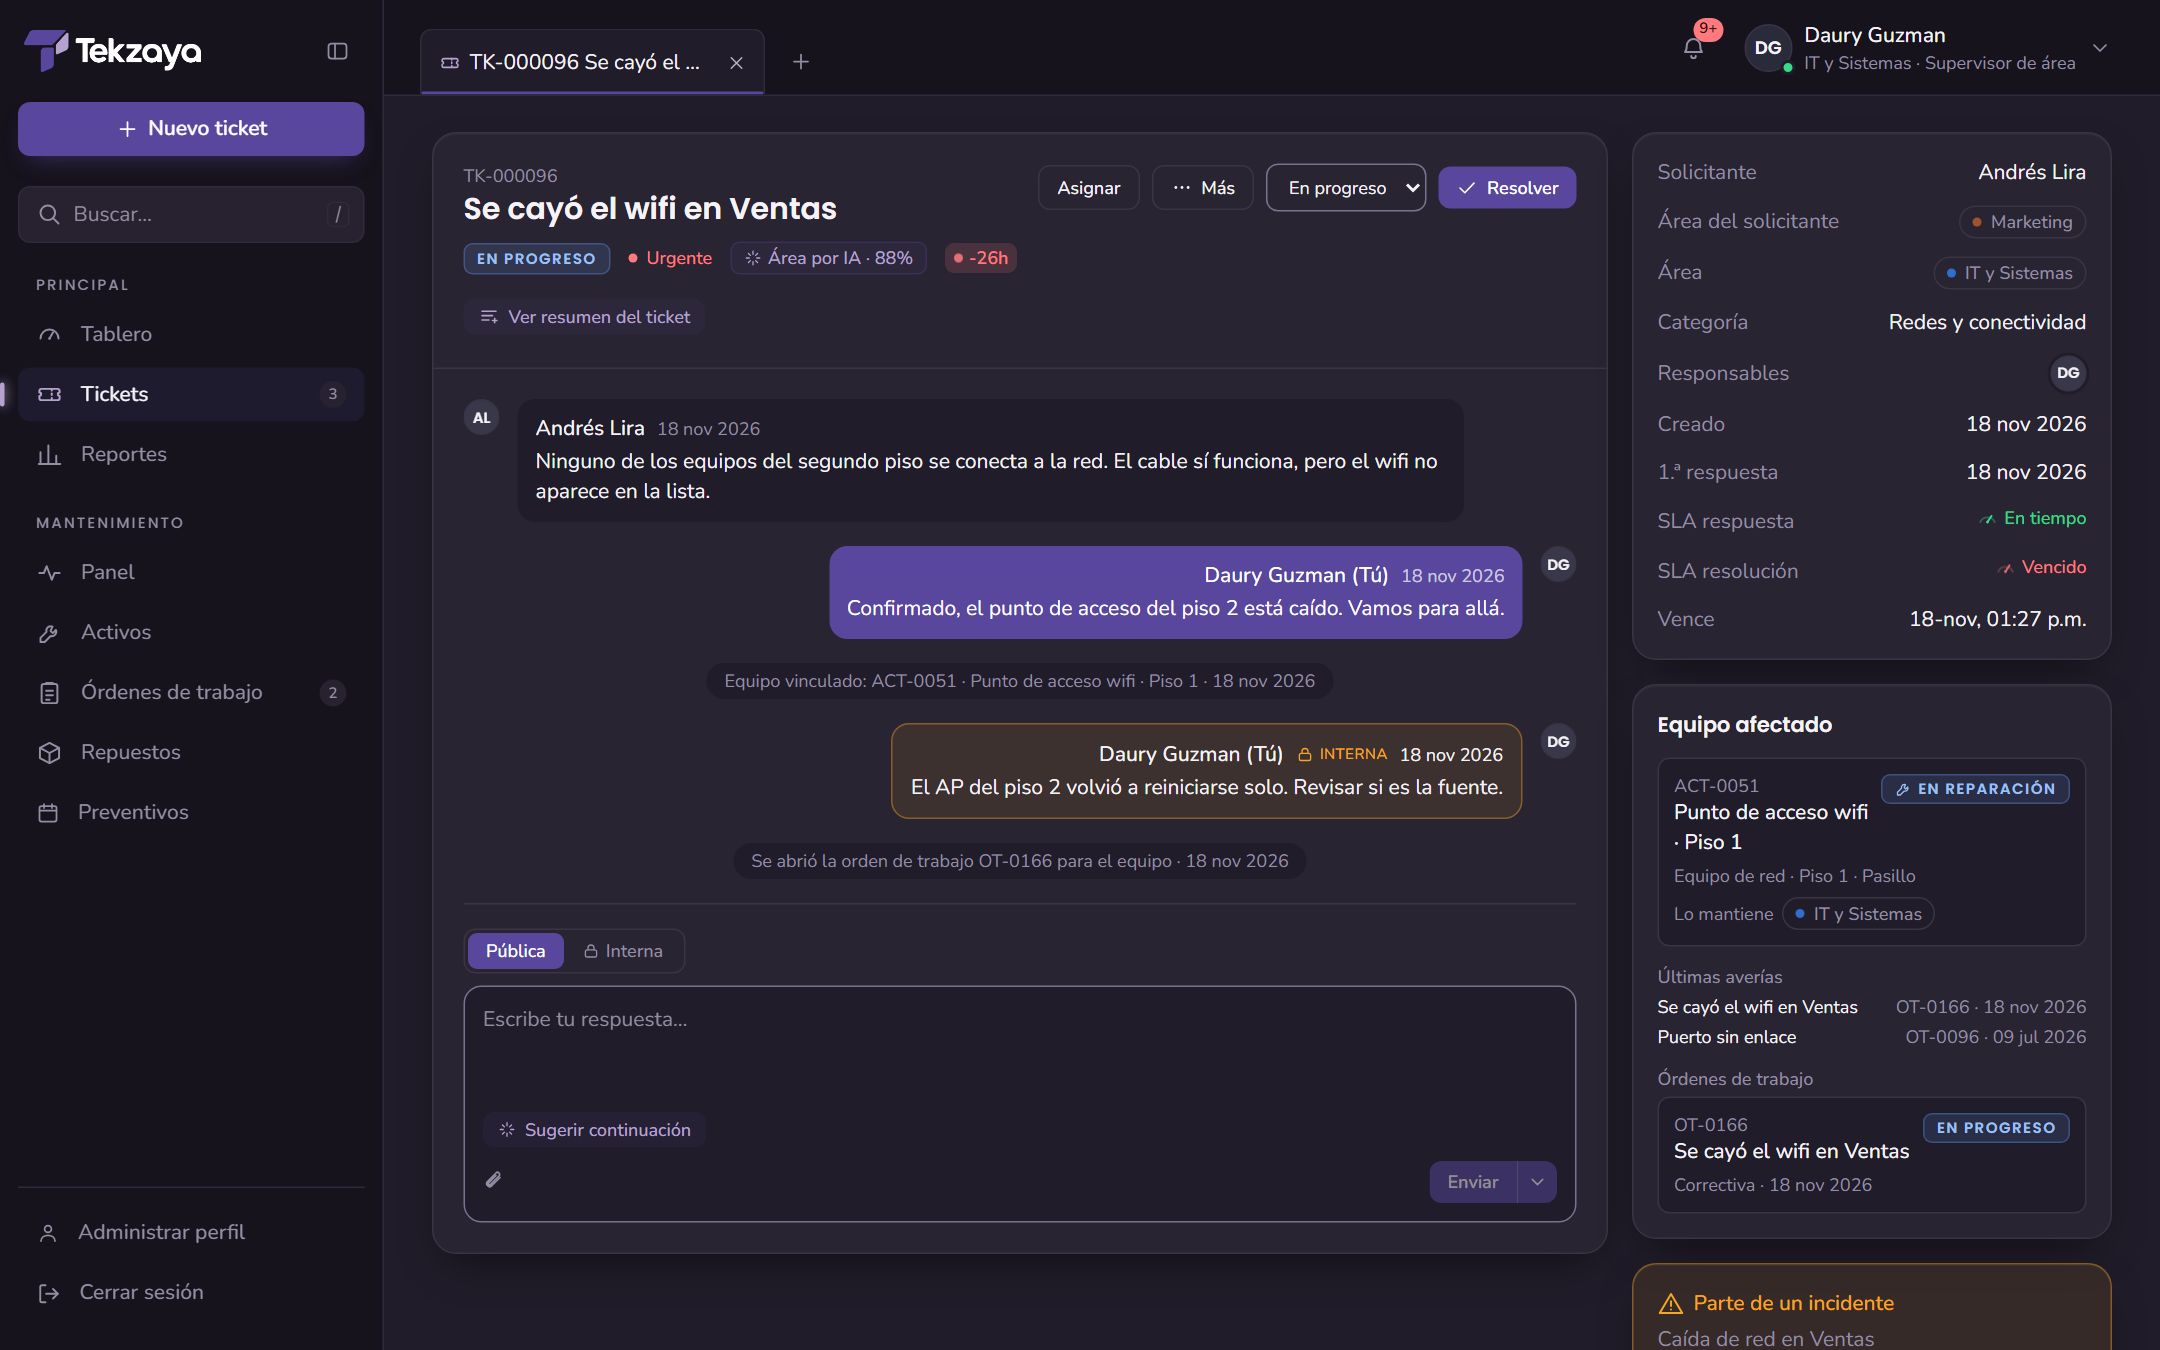 Tekzaya
Nuevo ticket
Buscar...
/
PRINCIPAL
Tablero
Tickets
3
Reportes
MANTENIMIENTO
Panel
Activos
Órdenes de trabajo
2
Repuestos
Preventivos
Administrar perfil
Cerrar sesión
TK-000096 Se cayó el ...
9+
DG
Daury Guzman
IT y Sistemas · Supervisor de área
TK-000096
Se cayó el wifi en Ventas
Asignar
Más
En progreso
Resolver
EN PROGRESO
Urgente
Área por IA · 88%
-26h
Ver resumen del ticket
AL
Andrés Lira 18 nov 2026
Ninguno de los equipos del segundo piso se conecta a la red. El cable sí funciona, pero el wifi no
aparece en la lista.
Daury Guzman (Tú) 18 nov 2026
Confirmado, el punto de acceso del piso 2 está caído. Vamos para allá.
DG
Equipo vinculado: ACT-0051 · Punto de acceso wifi · Piso 1 · 18 nov 2026
Daury Guzman (Tú) INTERNA 18 nov 2026
El AP del piso 2 volvió a reiniciarse solo. Revisar si es la fuente.
DG
Se abrió la orden de trabajo OT-0166 para el equipo · 18 nov 2026
Pública
Interna
Escribe tu respuesta...
Sugerir continuación
Enviar
Solicitante Andrés Lira
Área del solicitante Marketing
Área IT y Sistemas
Categoría Redes y conectividad
Responsables DG
Creado 18 nov 2026
1.ª respuesta 18 nov 2026
SLA respuesta En tiempo
SLA resolución Vencido
Vence 18-nov, 01:27 p.m.
Equipo afectado
ACT-0051
EN REPARACIÓN
Punto de acceso wifi
· Piso 1
Equipo de red · Piso 1 · Pasillo
Lo mantiene IT y Sistemas
Últimas averías
Se cayó el wifi en Ventas OT-0166 · 18 nov 2026
Puerto sin enlace OT-0096 · 09 jul 2026
Órdenes de trabajo
OT-0166
EN PROGRESO
Se cayó el wifi en Ventas
Correctiva · 18 nov 2026
Parte de un incidente
Caída de red en Ventas